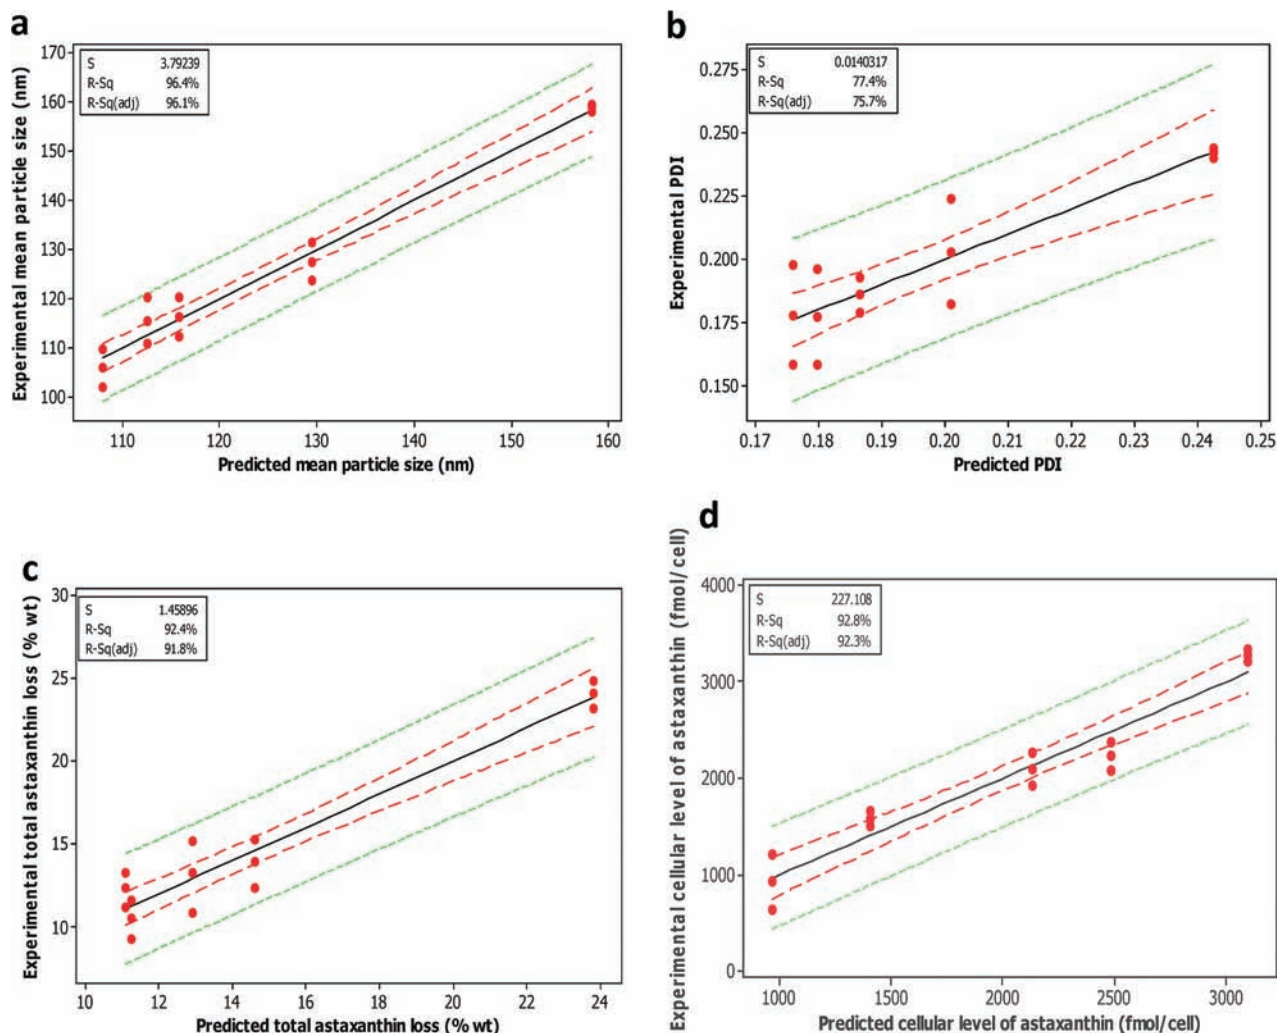 a
Experimental mean particle size (nm)
170
160
150
140
130
120
110
100
S 3.79239
R-Sq 96.4%
R-Sq(adj) 96.1%
110 120 130 140 150 160
Predicted mean particle size (nm)
b
Experimental PDI
0.275
0.250
0.225
0.200
0.175
0.150
S 0.0140317
R-Sq 77.4%
R-Sq(adj) 75.7%
0.17 0.18 0.19 0.20 0.21 0.22 0.23 0.24 0.25
Predicted PDI
c
Experimental total astaxanthin loss (% wt)
30
25
20
15
10
S 1.45896
R-Sq 92.4%
R-Sq(adj) 91.8%
10 12 14 16 18 20 22 24
Predicted total astaxanthin loss (% wt)
d
Experimental cellular level of astaxanthin (fmol/cell)
4000
3000
2000
1000
0
S 227.108
R-Sq 92.8%
R-Sq(adj) 92.3%
1000 1500 2000 2500 3000
Predicted cellular level of astaxanthin (fmol/cell)